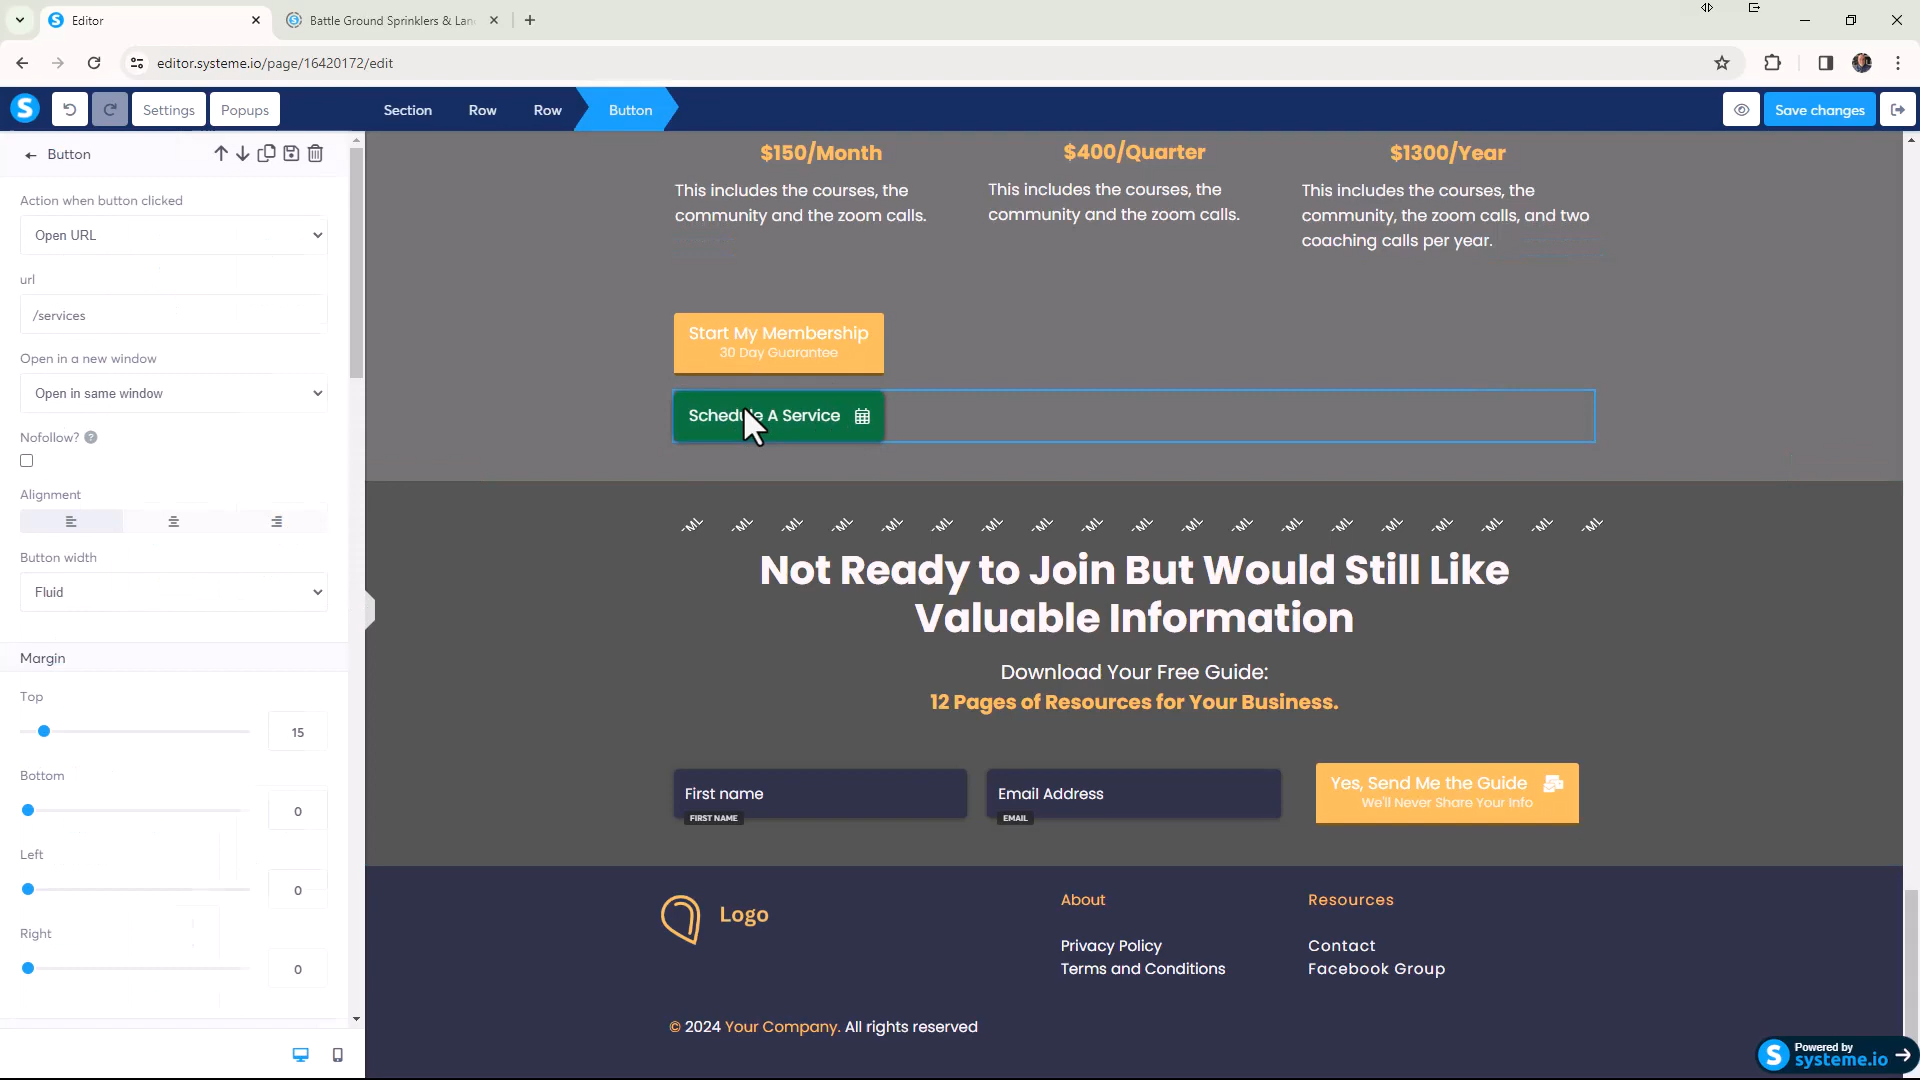 Editor
Battle Ground Sprinklers & Lan
editor.systeme.io/page/16420172/edit
Settings
Popups
Section
Row
Row
Button
Save changes
Button
Action when button clicked
Open URL
url
/services
Open in a new window
Open in same window
Nofollow?
Alignment
Button width
Fluid
Margin
Top
15
Bottom
0
Left
0
Right
0
$150/Month
This includes the courses, the
community and the zoom calls.
$400/Quarter
This includes the courses, the
community and the zoom calls.
$1300/Year
This includes the courses, the
community, the zoom calls, and two
coaching calls per year.
Start My Membership
30 Day Guarantee
Schedule A Service
Not Ready to Join But Would Still Like
Valuable Information
Download Your Free Guide:
12 Pages of Resources for Your Business.
First name
FIRST NAME
Email Address
EMAIL
Yes, Send Me the Guide
We'll Never Share Your Info
Logo
About
Privacy Policy
Terms and Conditions
Resources
Contact
Facebook Group
© 2024 Your Company. All rights reserved
Powered by
systeme.io